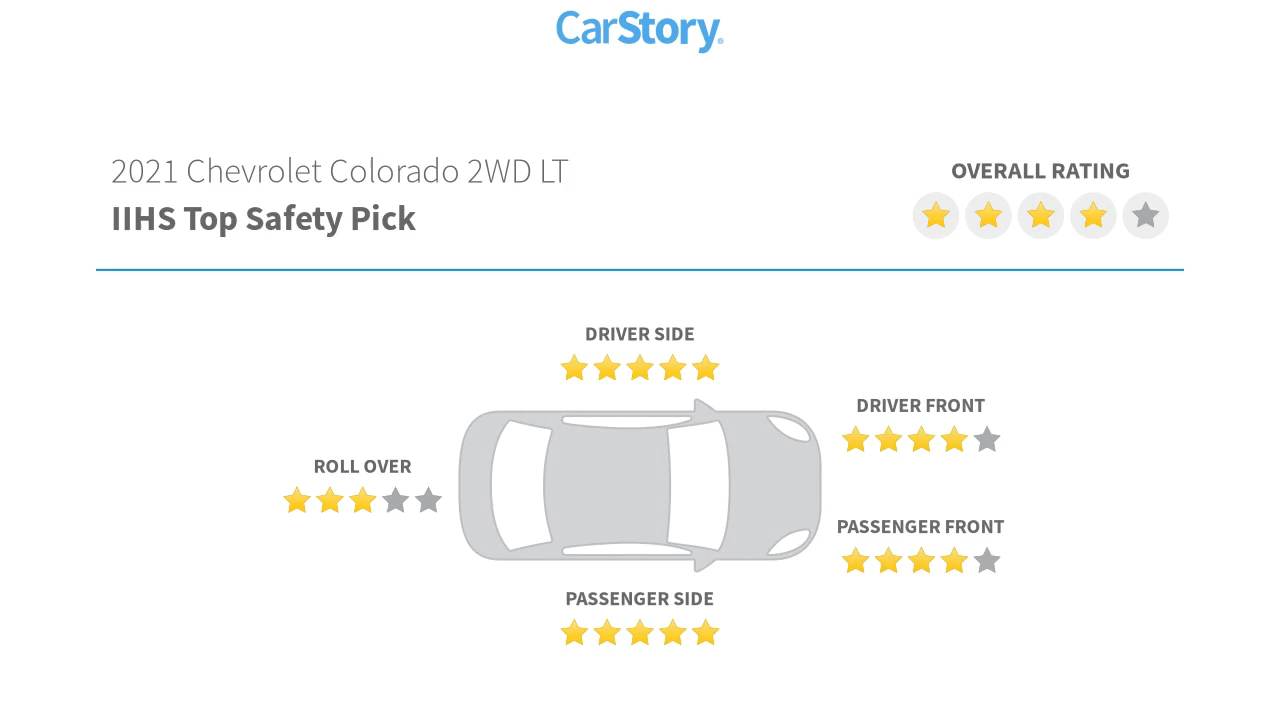 CarStory®
2021 Chevrolet Colorado 2WD LT
IIHS Top Safety Pick
OVERALL RATING
DRIVER SIDE
DRIVER FRONT
ROLL OVER
PASSENGER FRONT
PASSENGER SIDE